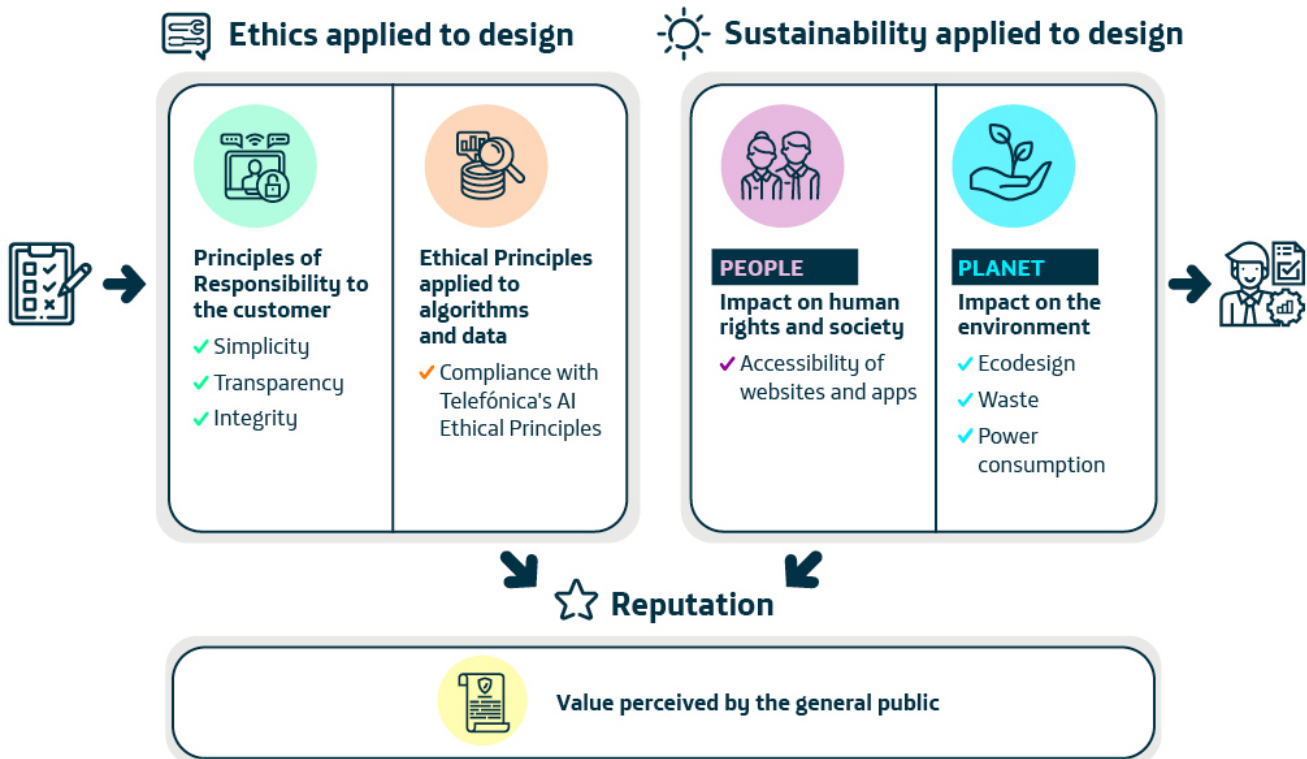 Ethics applied to design
Sustainability applied to design
Principles of
Responsibility to
the customer
Simplicity
Transparency
Integrity
Ethical Principles
applied to
algorithms
and data
Compliance with
Telefónica's AI
Ethical Principles
PEOPLE
Impact on human
rights and society
Accessibility of
websites and apps
PLANET
Impact on the
environment
Ecodesign
Waste
Power
consumption
Reputation
Value perceived by the general public